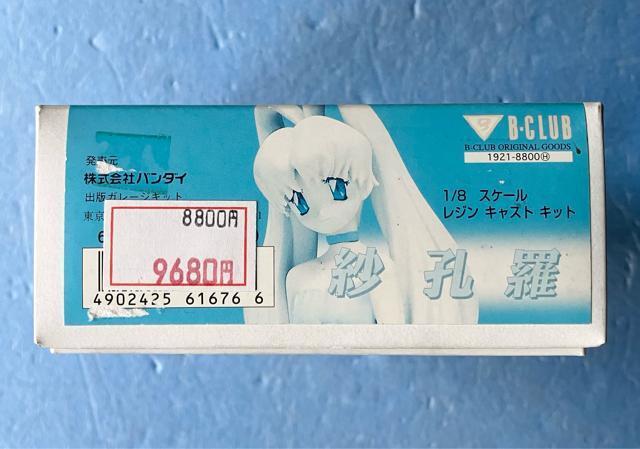 B-CLUB
B-CLUB ORIGINAL GOODS
1921-8800Ⓗ
発売元
株式会社バンダイ
出版ガレージキット
東京
1/8 スケール
レジン キャスト キット
8800円
9680円
紗 孔 羅
4902425 61676 6